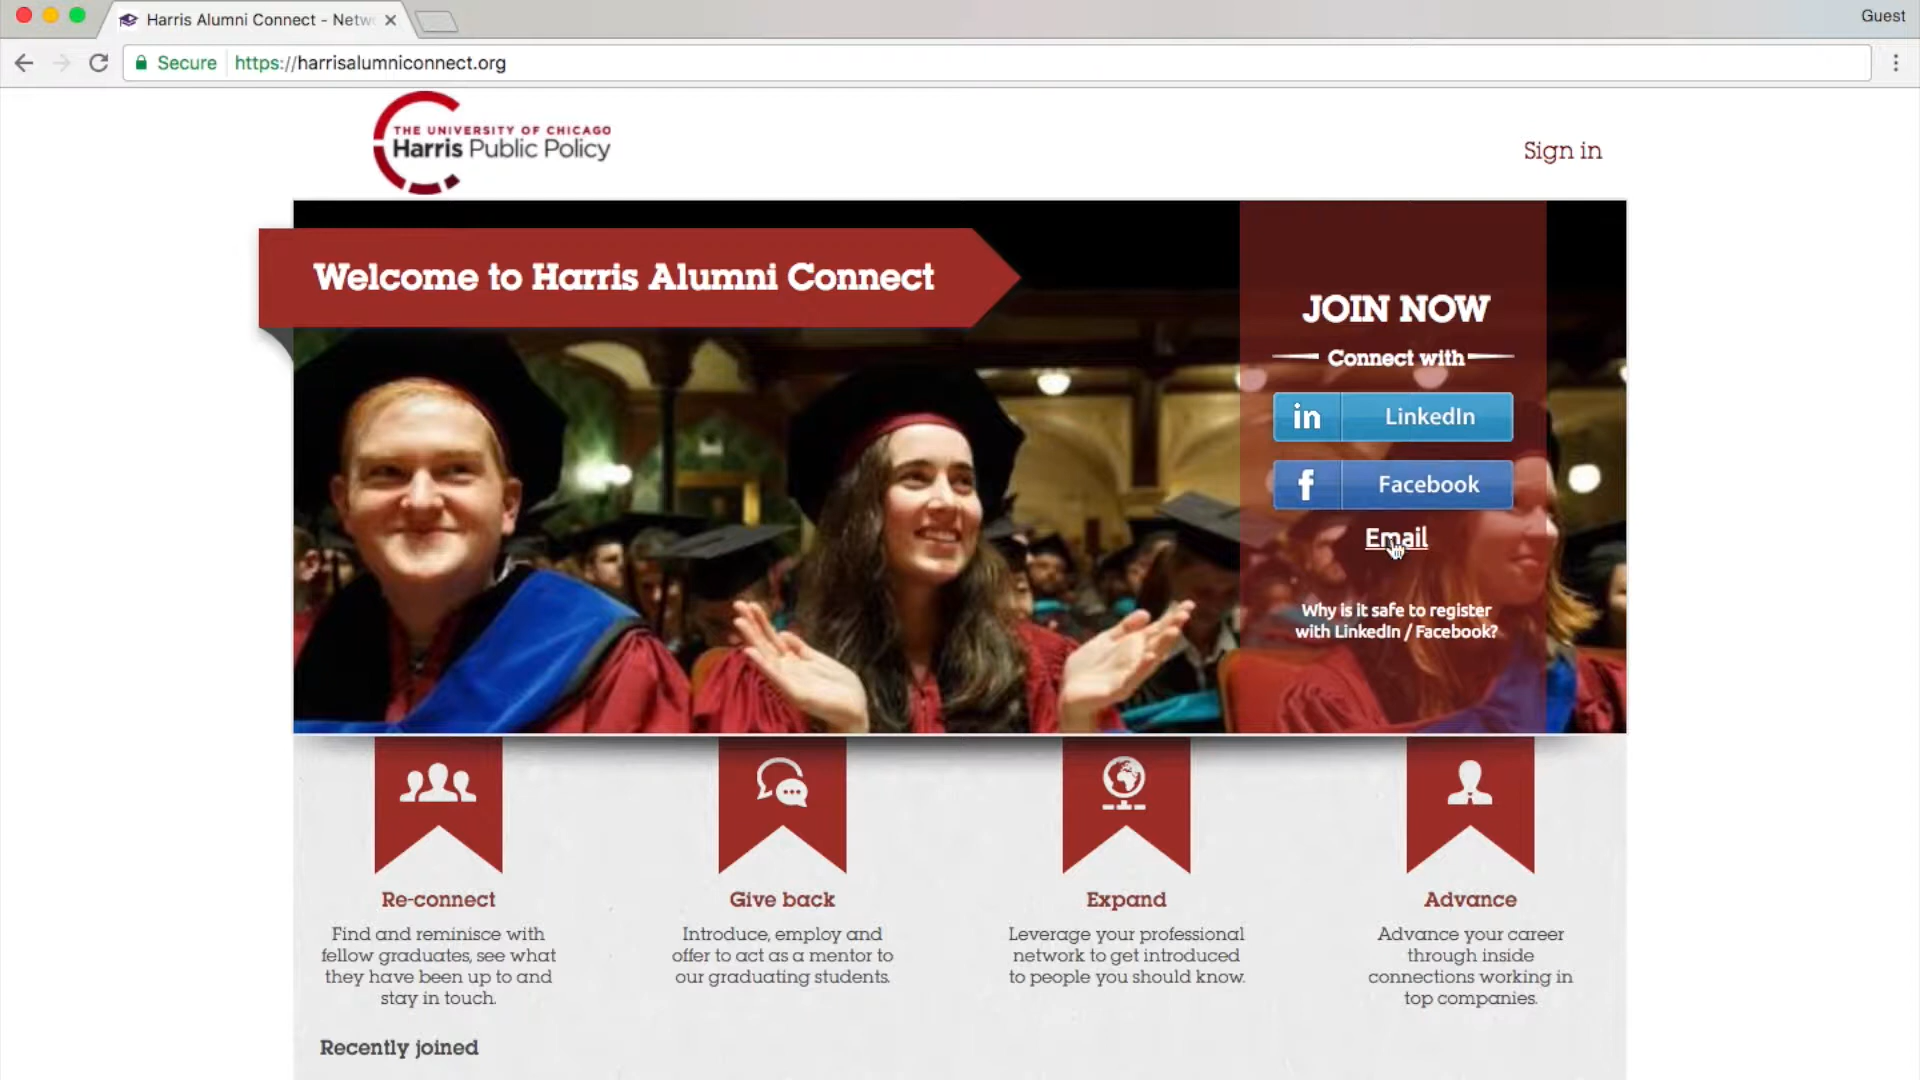 Harris Alumni Connect - Netw
Guest
Secure
https://harrisalumniconnect.org
THE UNIVERSITY OF CHICAGO
Harris Public Policy
Sign in
Welcome to Harris Alumni Connect
JOIN NOW
Connect with
in LinkedIn
f Facebook
Email
Why is it safe to register
with LinkedIn / Facebook?
Re-connect
Find and reminisce with
fellow graduates, see what
they have been up to and
stay in touch.
Give back
Introduce, employ and
offer to act as a mentor to
our graduating students.
Expand
Leverage your professional
network to get introduced
to people you should know.
Advance
Advance your career
through inside
connections working in
top companies.
Recently joined